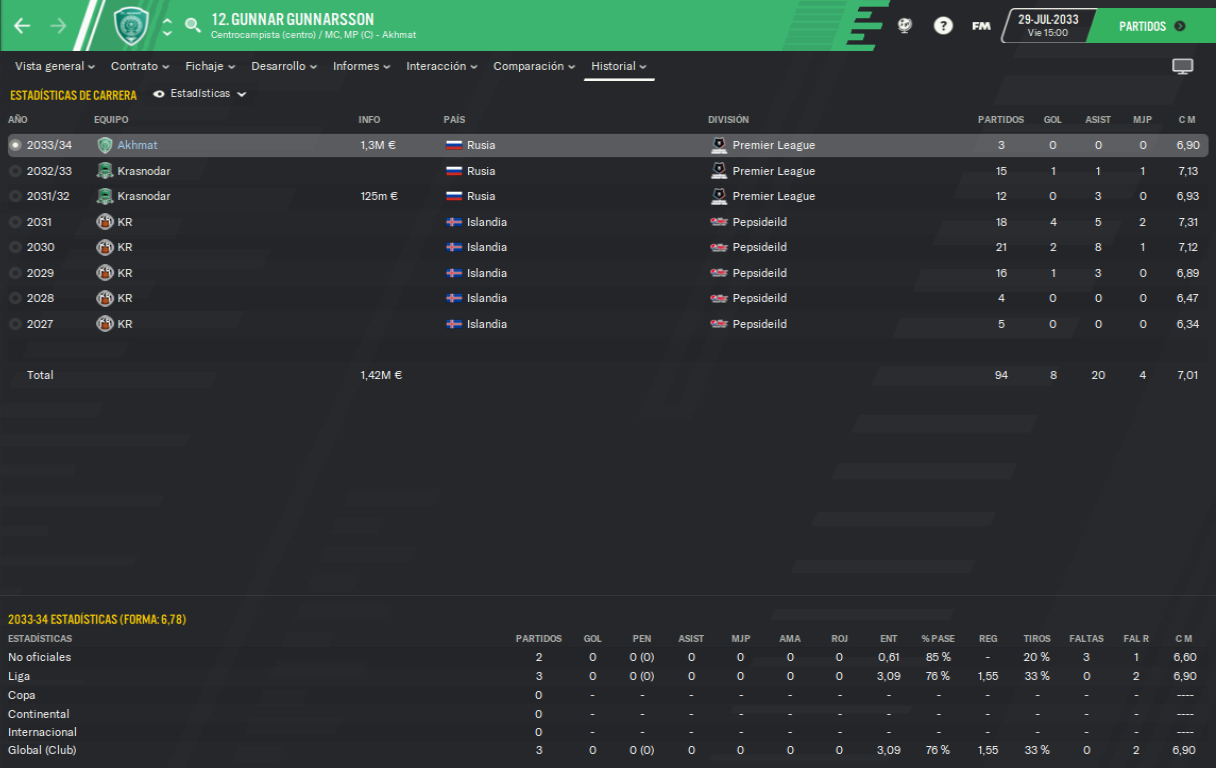 12. GUNNAR GUNNARSSON
Centrocampista (centro) / MC, MP (C) - Akhmat
? FM 29-JUL-2033 PARTIDOS
Vie 15:00
Vista general Contrato Fichaje Desarrollo Informes Interacción Comparación Historial
ESTADÍSTICAS DE CARRERA Estadísticas
AÑO EQUIPO INFO PAÍS DIVISIÓN PARTIDOS GOL ASIST MJP C M
2033/34 Akhmat 1,3M € Rusia Premier League 3 0 0 0 6,90
2032/33 Krasnodar Rusia Premier League 15 1 1 1 7,13
2031/32 Krasnodar 125m € Rusia Premier League 12 0 3 0 6,93
2031 KR Islandia Pepsideild 18 4 5 2 7,31
2030 KR Islandia Pepsideild 21 2 8 1 7,12
2029 KR Islandia Pepsideild 16 1 3 0 6,89
2028 KR Islandia Pepsideild 4 0 0 0 6,47
2027 KR Islandia Pepsideild 5 0 0 0 6,34
Total 1,42M € 94 8 20 4 7,01
2033-34 ESTADÍSTICAS (FORMA: 6,78)
ESTADÍSTICAS PARTIDOS GOL PEN ASIST MJP AMA ROJ ENT % PASE REG TIROS FALTAS FAL R C M
No oficiales 2 0 0 (0) 0 0 0 0 0,61 85 % - 20 % 3 1 6,60
Liga 3 0 0 (0) 0 0 0 0 3,09 76 % 1,55 33 % 0 2 6,90
Copa 0 - - - - - - - - - - - - ----
Continental 0 - - - - - - - - - - - - ----
Internacional 0 - - - - - - - - - - - - ----
Global (Club) 3 0 0 (0) 0 0 0 0 3,09 76 % 1,55 33 % 0 2 6,90